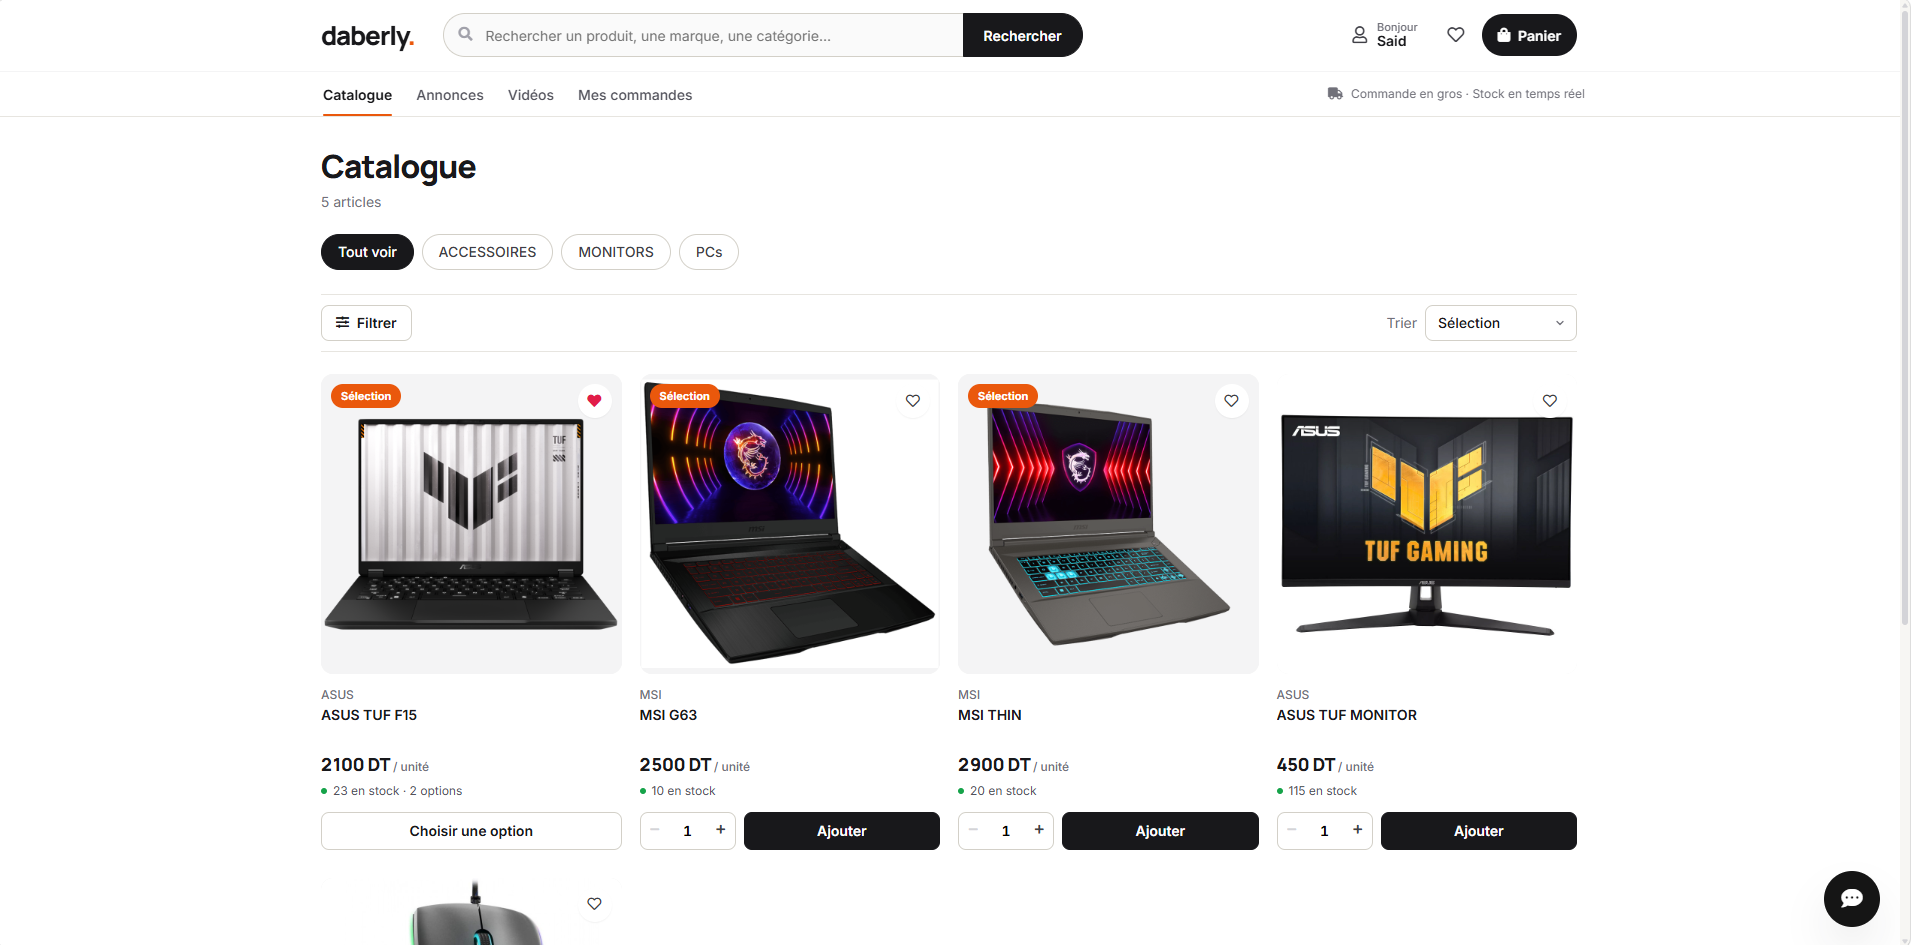 daberly.
Rechercher un produit, une marque, une catégorie...
Rechercher
Bonjour
Said
Panier
Catalogue
Annonces
Vidéos
Mes commandes
Commande en gros · Stock en temps réel
Catalogue
5 articles
Tout voir
ACCESSOIRES
MONITORS
PCs
Filtrer
Trier
Sélection
Sélection
TUF
Sélection
Sélection
ASUS
TUF GAMING
ASUS
ASUS TUF F15
2100 DT / unité
23 en stock · 2 options
Choisir une option
MSI
MSI G63
2500 DT / unité
10 en stock
1
Ajouter
MSI
MSI THIN
2900 DT / unité
20 en stock
1
Ajouter
ASUS
ASUS TUF MONITOR
450 DT / unité
115 en stock
1
Ajouter